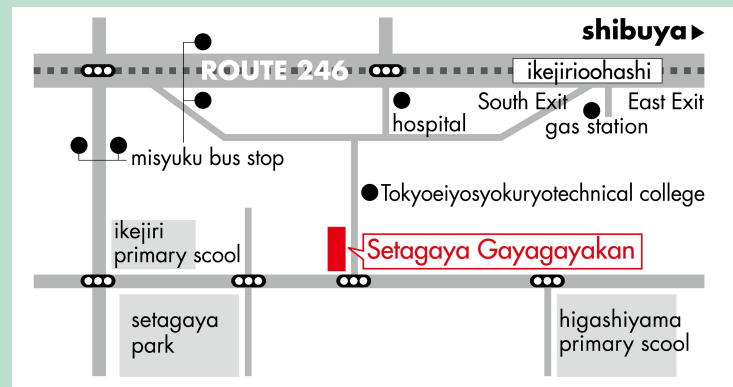 shibuya
ROUTE 246
ikejirioohashi
South Exit
East Exit
hospital
gas station
misyuku bus stop
Tokyoeiyosyokuryotechnical college
ikejiri
primary scool
Setagaya Gayagayakan
setagaya
park
higashiyama
primary scool